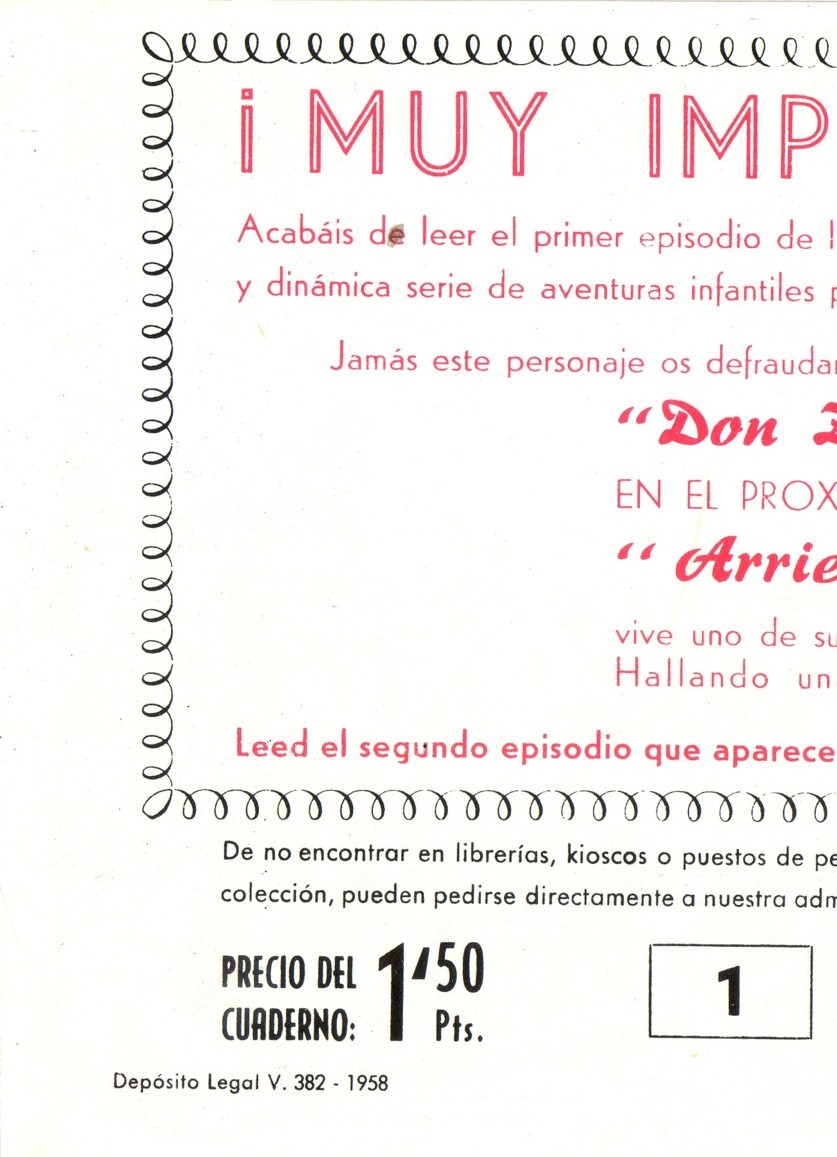 ¡ MUY IMP
Acabáis de leer el primer episodio de l
y dinámica serie de aventuras infantiles p
Jamás este personaje os defrauda
"Don
EN EL PROX
" Arrie
vive uno de su
Hallando un
Leed el segundo episodio que aparece
De no encontrar en librerías, kioscos o puestos de pe
colección, pueden pedirse directamente a nuestra adm
PRECIO DEL 1'50
CUADERNO: Pts.
1
Depósito Legal V. 382 - 1958